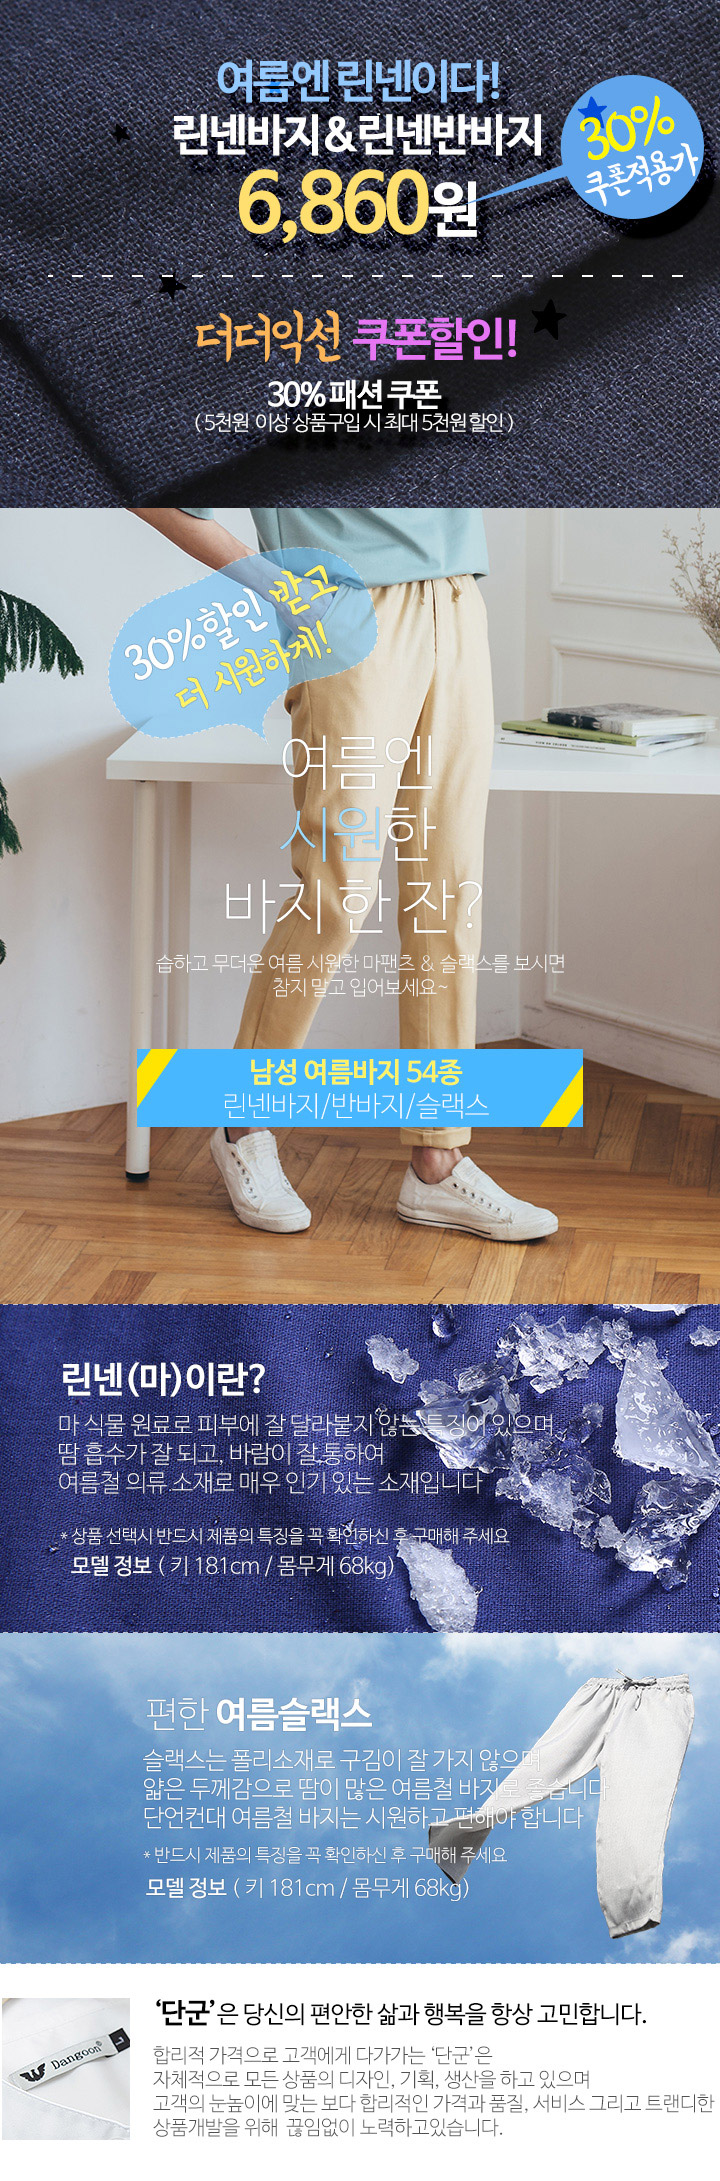 여름엔 린넨이다!
린넨바지&린넨반바지
6,860원
30%
쿠폰적용가
더더익선 쿠폰할인!
30% 패션 쿠폰
( 5천원 이상 상품구입 시 최대 5천원 할인 )
30%할인 받고
더 시원하게!
여름엔
시원한
바지 한 잔?
습하고 무더운 여름 시원한 마팬츠 & 슬랙스를 보시면
참지 말고 입어보세요~
남성 여름바지 54종
린넨바지/반바지/슬랙스
린넨(마)이란?
마 식물 원료로 피부에 잘 달라붙지 않는 특징이 있으며
땀 흡수가 잘 되고, 바람이 잘 통하여
여름철 의류 소재로 매우 인기 있는 소재입니다
* 상품 선택시 반드시 제품의 특징을 꼭 확인하신 후 구매해 주세요
모델 정보 ( 키 181cm / 몸무게 68kg)
편한 여름슬랙스
슬랙스는 폴리소재로 구김이 잘 가지 않으며
얇은 두께감으로 땀이 많은 여름철 바지로 좋습니다
단언컨대 여름철 바지는 시원하고 편해야 합니다
* 반드시 제품의 특징을 꼭 확인하신 후 구매해 주세요
모델 정보 ( 키 181cm / 몸무게 68kg)
Dangoon®
L
‘단군’은 당신의 편안한 삶과 행복을 항상 고민합니다.
합리적 가격으로 고객에게 다가가는 ‘단군’은
자체적으로 모든 상품의 디자인, 기획, 생산을 하고 있으며
고객의 눈높이에 맞는 보다 합리적인 가격과 품질, 서비스 그리고 트랜디한
상품개발을 위해 끊임없이 노력하고있습니다.